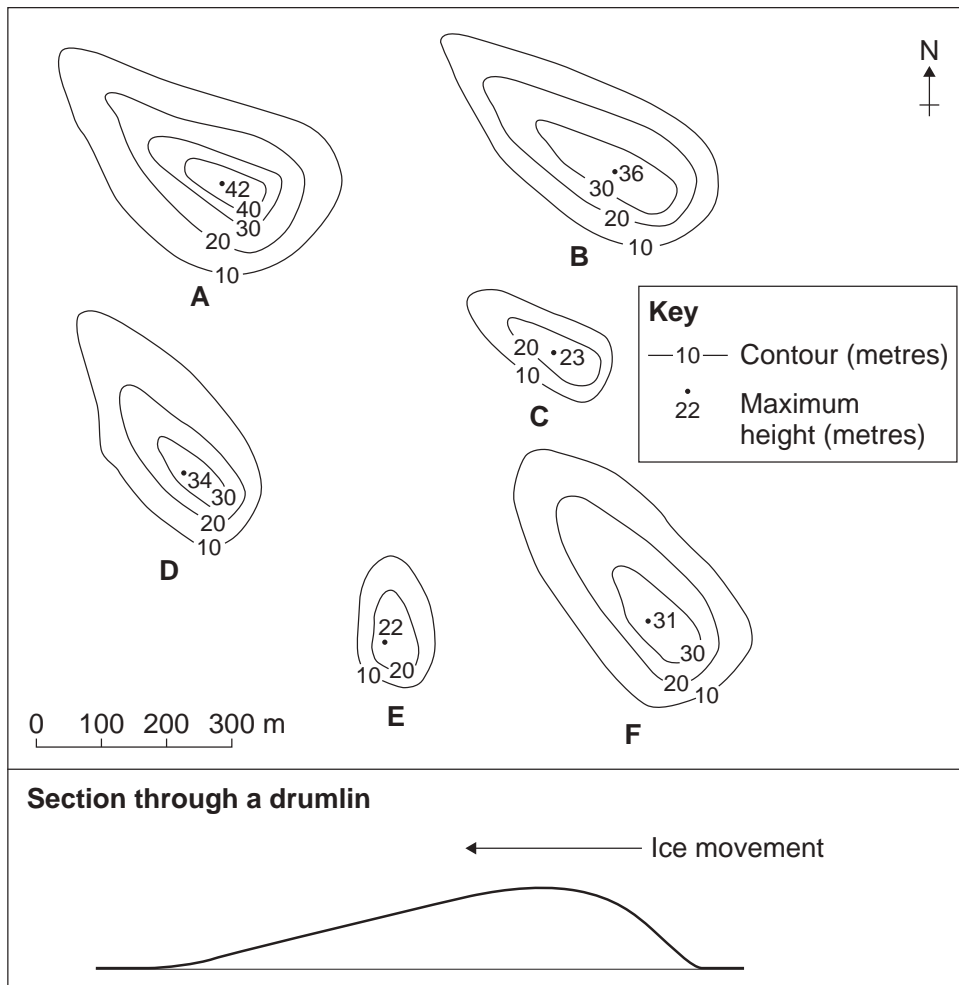 N
42
40
30
20
10
A
36
30
20
10
B
Key
10 Contour (metres)
22 Maximum
height (metres)
20
23
10
C
34
30
20
10
D
22
10 20
E
31
30
20 10
F
0 100 200 300 m
Section through a drumlin
Ice movement